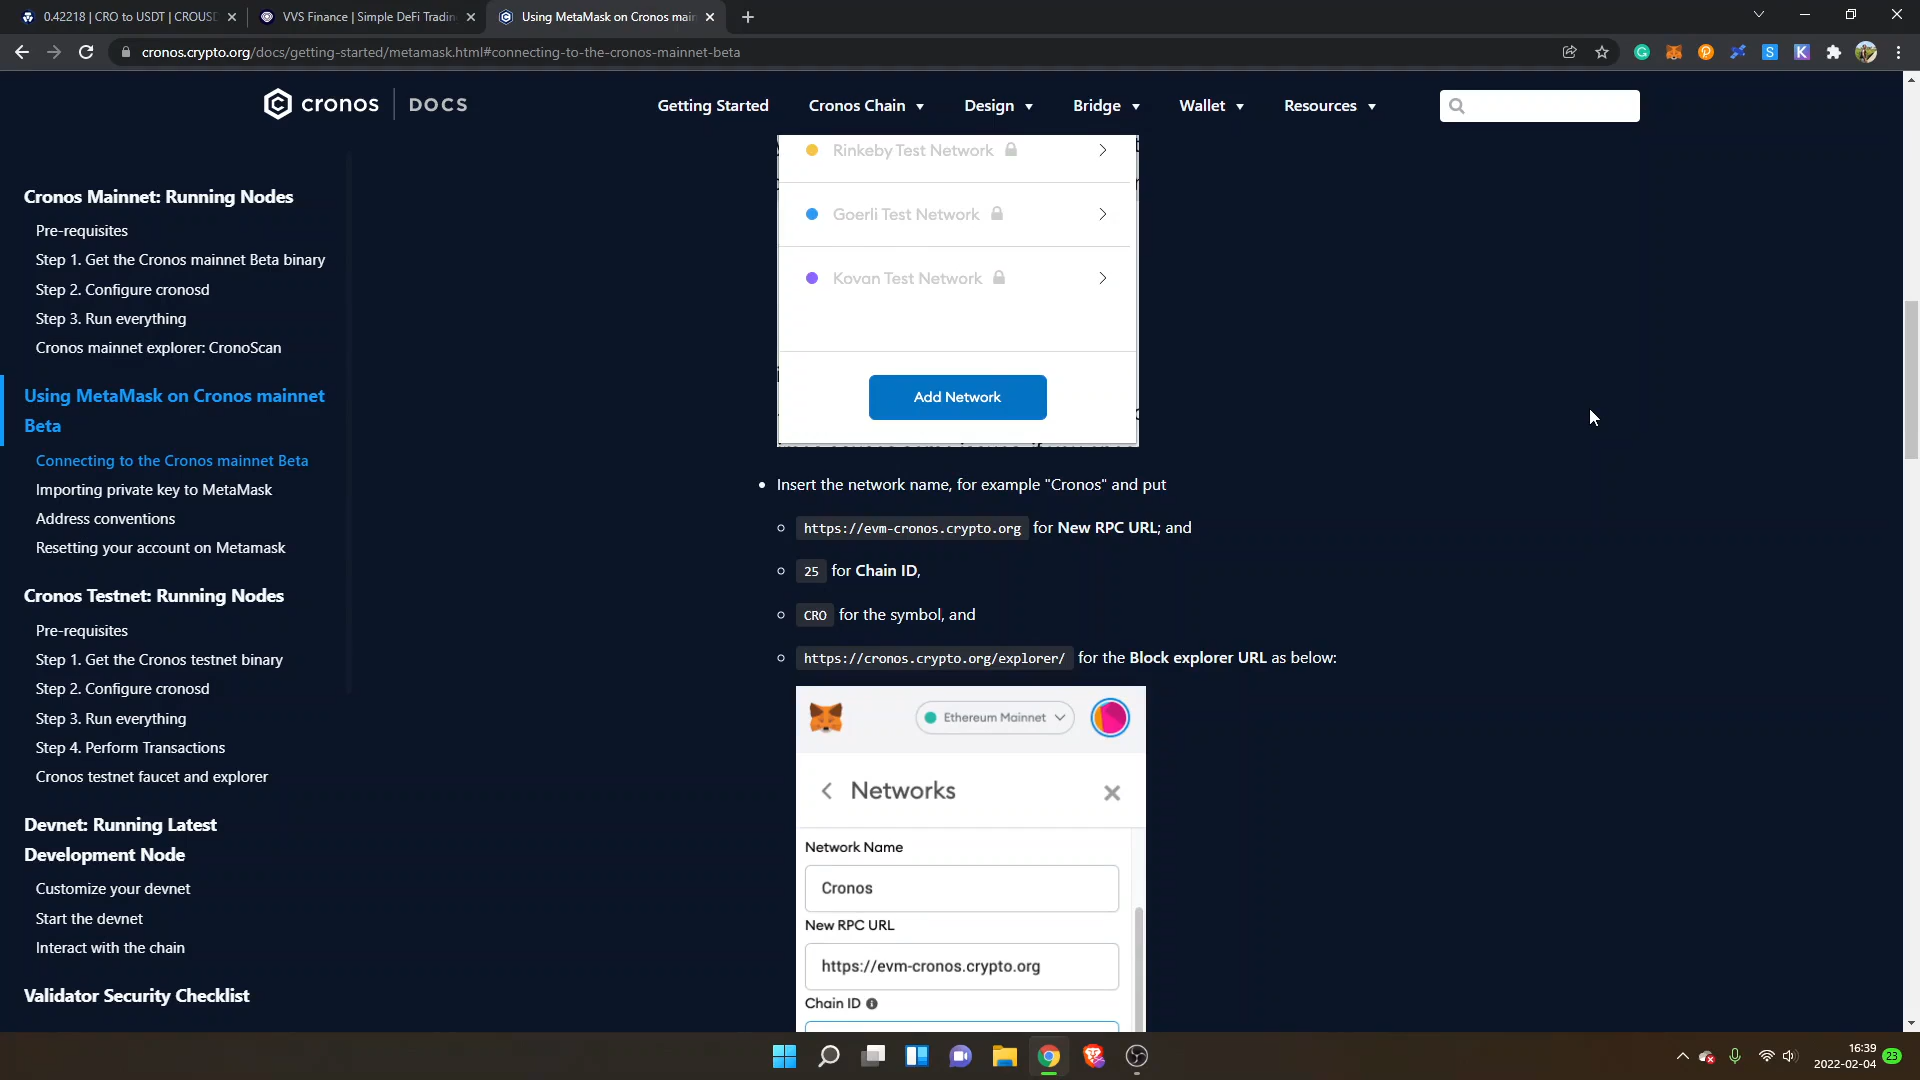 0.42218 | CRO to USDT | CROUSD
VVS Finance | Simple DeFi Trading
Using MetaMask on Cronos main
cronos.crypto.org/docs/getting-started/metamask.html#connecting-to-the-cronos-mainnet-beta
cronos DOCS
Getting Started
Cronos Chain
Design
Bridge
Wallet
Resources
Cronos Mainnet: Running Nodes
Pre-requisites
Step 1. Get the Cronos mainnet Beta binary
Step 2. Configure cronosd
Step 3. Run everything
Cronos mainnet explorer: CronoScan
Using MetaMask on Cronos mainnet
Beta
Connecting to the Cronos mainnet Beta
Importing private key to MetaMask
Address conventions
Resetting your account on Metamask
Cronos Testnet: Running Nodes
Pre-requisites
Step 1. Get the Cronos testnet binary
Step 2. Configure cronosd
Step 3. Run everything
Step 4. Perform Transactions
Cronos testnet faucet and explorer
Devnet: Running Latest
Development Node
Customize your devnet
Start the devnet
Interact with the chain
Validator Security Checklist
Rinkeby Test Network
Goerli Test Network
Kovan Test Network
Add Network
Insert the network name, for example "Cronos" and put
https://evm-cronos.crypto.org for New RPC URL; and
25 for Chain ID,
CRO for the symbol, and
https://cronos.crypto.org/explorer/ for the Block explorer URL as below:
Ethereum Mainnet
Networks
Network Name
Cronos
New RPC URL
https://evm-cronos.crypto.org
Chain ID
16:39
2022-02-04
23